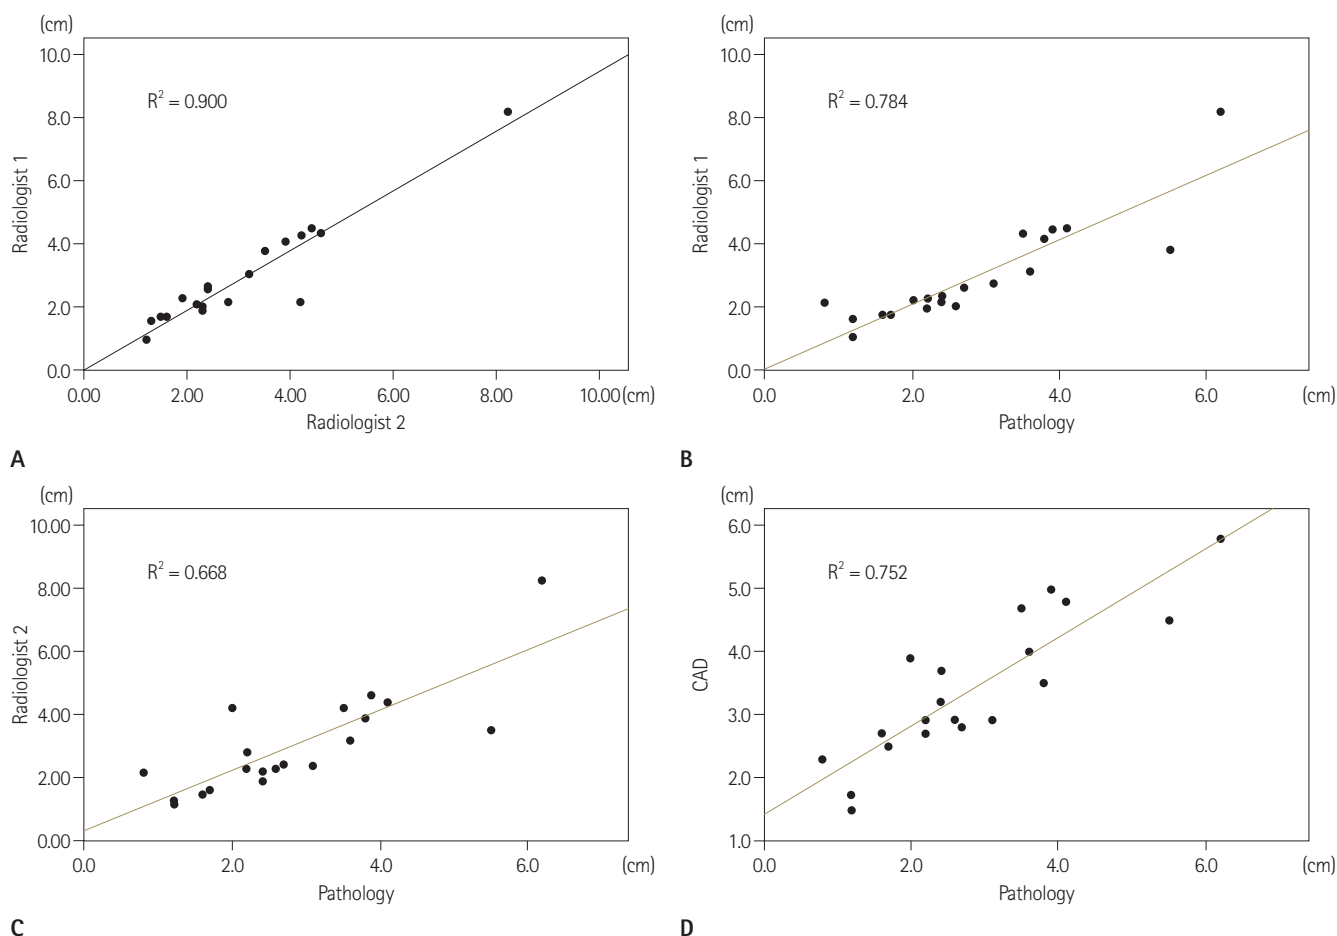 (cm)
10.0
8.0
6.0
4.0
2.0
0.0
Radiologist 1
R² = 0.900
0.00 2.00 4.00 6.00 8.00 10.00 (cm)
Radiologist 2
A
(cm)
10.0
8.0
6.0
4.0
2.0
0.0
Radiologist 1
R² = 0.784
0.0 2.0 4.0 6.0 (cm)
Pathology
B
(cm)
10.00
8.00
6.00
4.00
2.00
0.00
Radiologist 2
R² = 0.668
0.0 2.0 4.0 6.0 (cm)
Pathology
C
(cm)
6.0
5.0
4.0
3.0
2.0
1.0
CAD
R² = 0.752
0.0 2.0 4.0 6.0 (cm)
Pathology
D